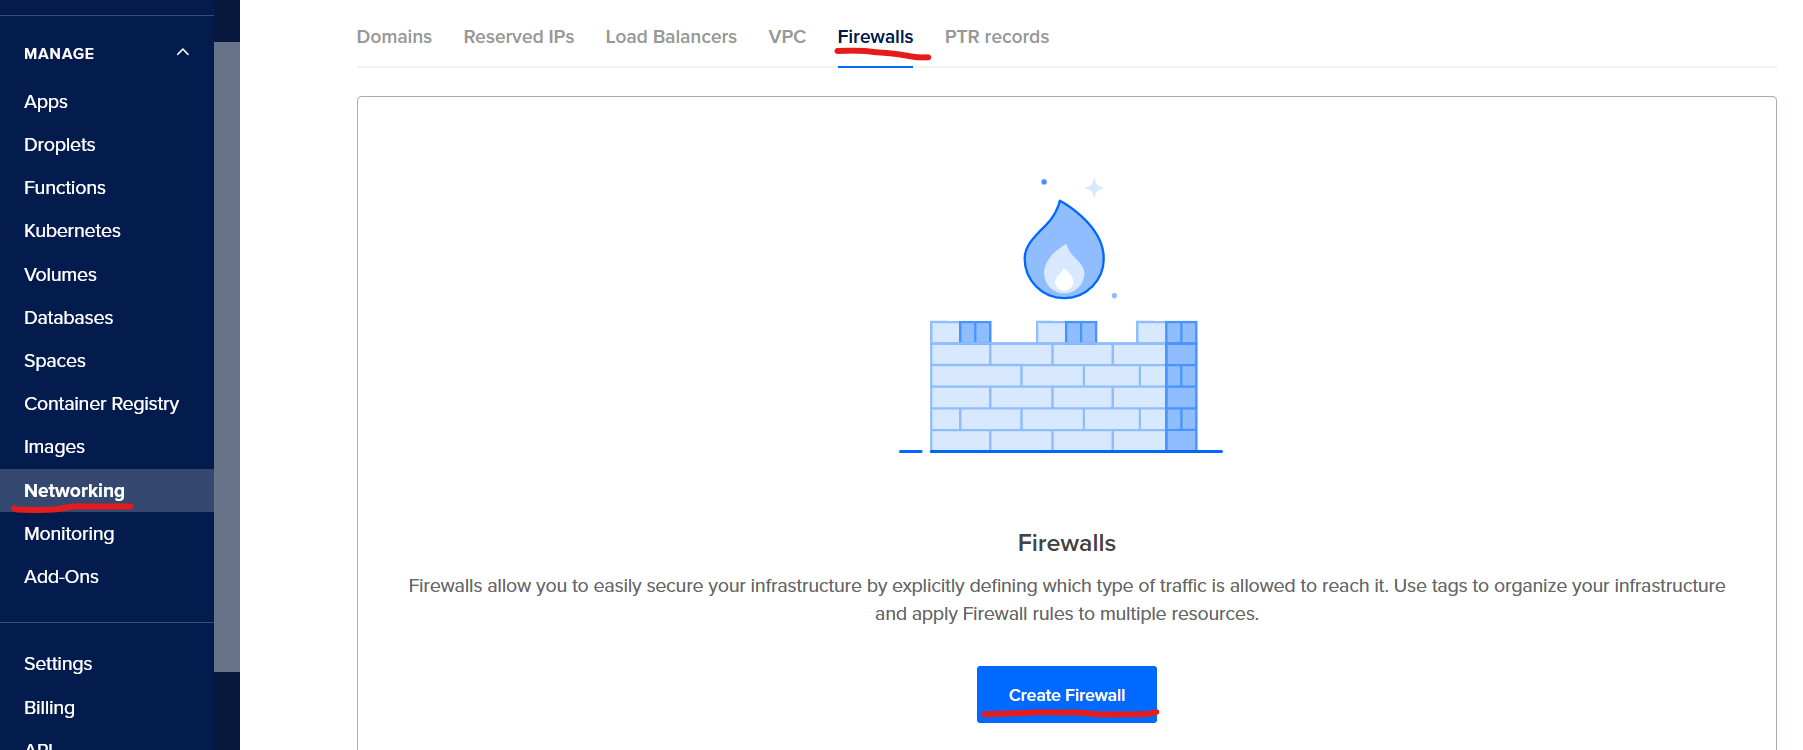 MANAGE
Apps
Droplets
Functions
Kubernetes
Volumes
Databases
Spaces
Container Registry
Images
Networking
Monitoring
Add-Ons
Settings
Billing
API
Domains Reserved IPs Load Balancers VPC Firewalls PTR records
Firewalls
Firewalls allow you to easily secure your infrastructure by explicitly defining which type of traffic is allowed to reach it. Use tags to organize your infrastructure
and apply Firewall rules to multiple resources.
Create Firewall